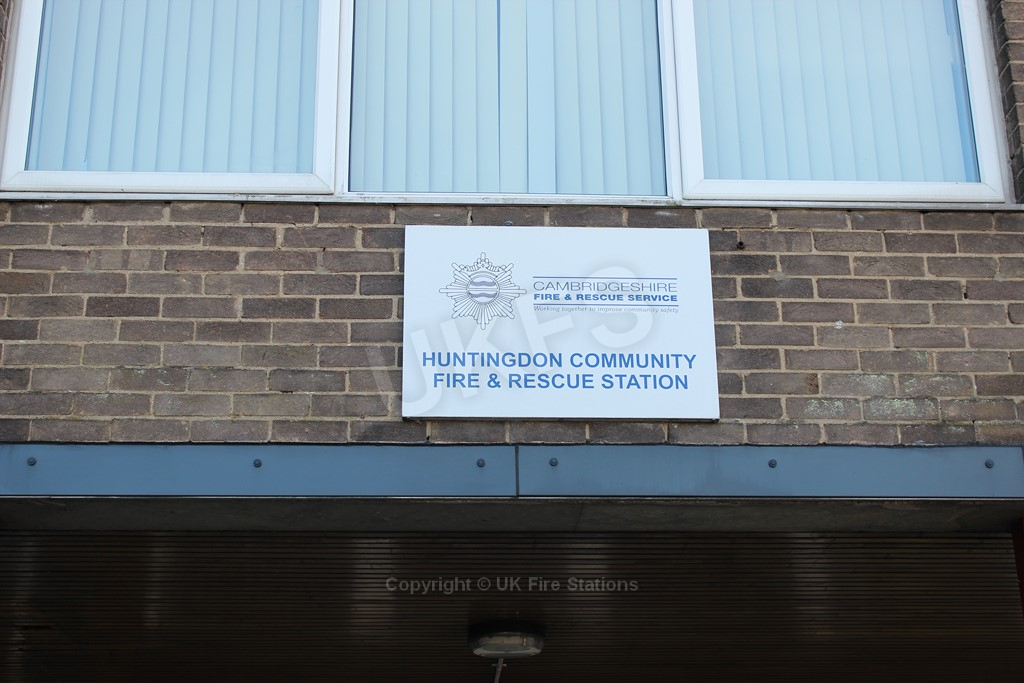 CAMBRIDGESHIRE
FIRE & RESCUE SERVICE
Working together to improve community safety
HUNTINGDON COMMUNITY
FIRE & RESCUE STATION
UKFS
Copyright © UK Fire Stations